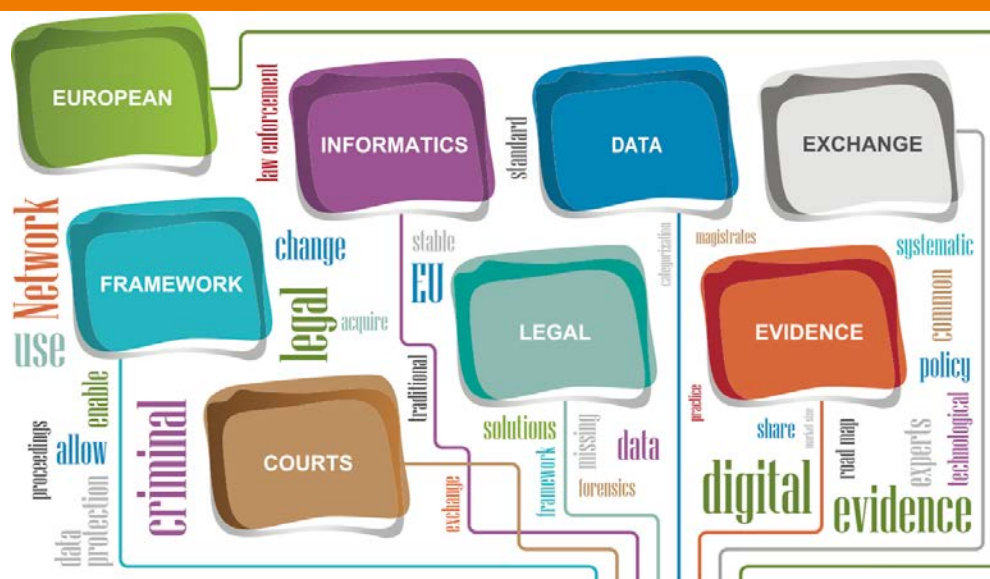 EUROPEAN
law enforcement
INFORMATICS
standard
DATA
EXCHANGE
Network
FRAMEWORK
change
stable
EU
categorization
magistrates
systematic
legal
acquire
LEGAL
EVIDENCE
common
use
enable
traditional
practice
policy
proceedings
allow
criminal
COURTS
solutions
missing
data
share
market size
road map
experts
technological
data
protection
exchange
framework
forensics
digital
evidence